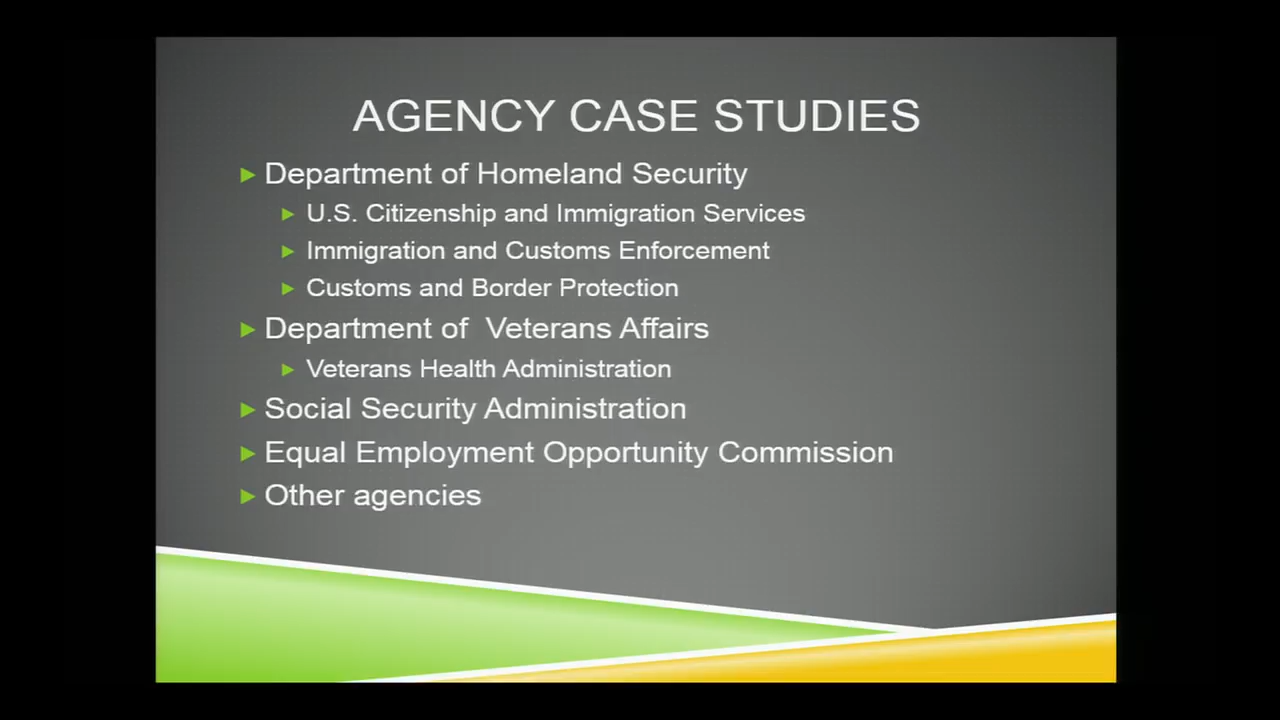 AGENCY CASE STUDIES
Department of Homeland Security
U.S. Citizenship and Immigration Services
Immigration and Customs Enforcement
Customs and Border Protection
Department of  Veterans Affairs
Veterans Health Administration
Social Security Administration
Equal Employment Opportunity Commission
Other agencies